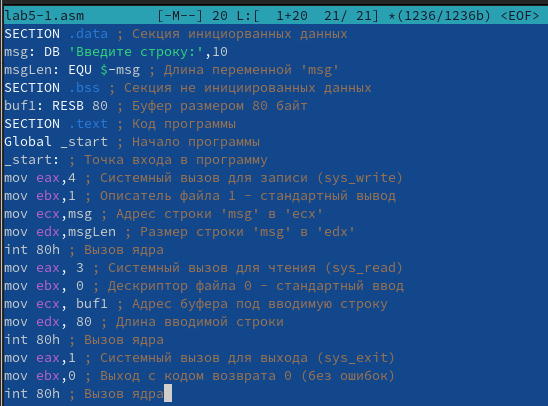 lab5-1.asm [-M--] 20 L:[ 1+20 21/ 21] *(1236/1236b) <EOF>
SECTION .data ; Секция инициорванных данных
msg: DB 'Введите строку:',10
msgLen: EQU $-msg ; Длина переменной 'msg'
SECTION .bss ; Секция не инициированных данных
buf1: RESB 80 ; Буфер размером 80 байт
SECTION .text ; Код программы
Global _start ; Начало программы
_start: ; Точка входа в программу
mov eax,4 ; Системный вызов для записи (sys_write)
mov ebx,1 ; Описатель файла 1 - стандартный вывод
mov ecx,msg ; Адрес строки 'msg' в 'ecx'
mov edx,msgLen ; Размер строки 'msg' в 'edx'
int 80h ; Вызов ядра
mov eax, 3 ; Системный вызов для чтения (sys_read)
mov ebx, 0 ; Дескриптор файла 0 - стандартный ввод
mov ecx, buf1 ; Адрес буфера под вводимую строку
mov edx, 80 ; Длина вводимой строки
int 80h ; Вызов ядра
mov eax,1 ; Системный вызов для выхода (sys_exit)
mov ebx,0 ; Выход с кодом возврата 0 (без ошибок)
int 80h ; Вызов ядра